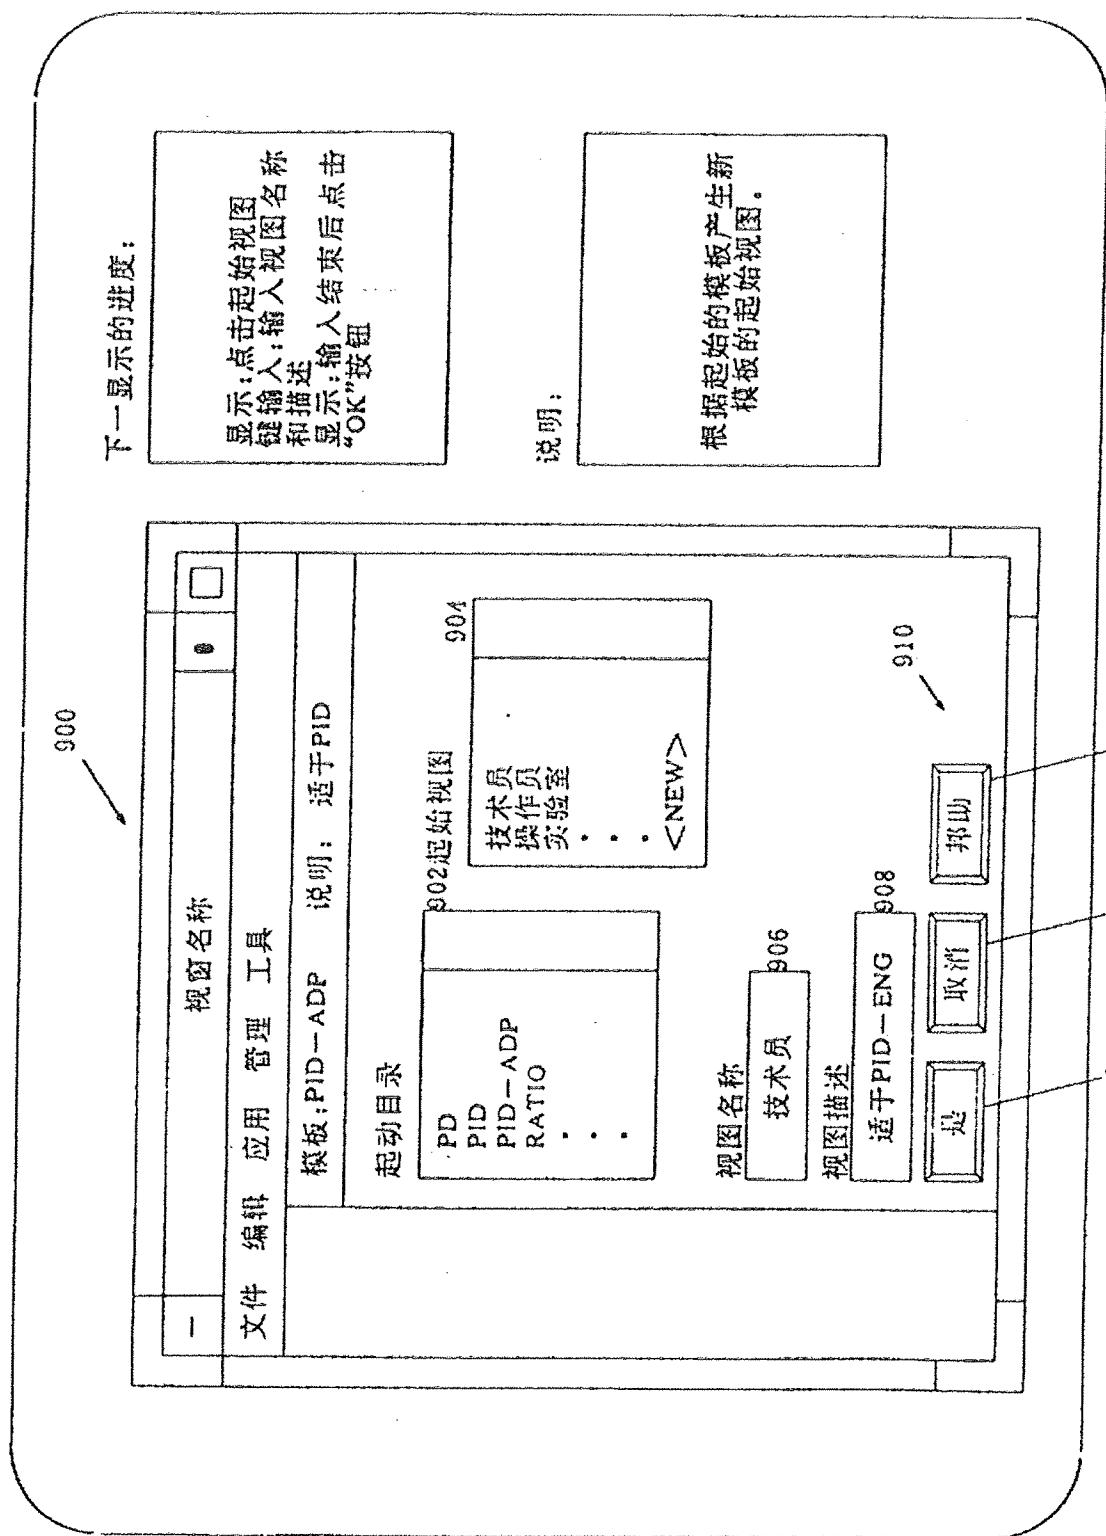 900
视窗名称
文件 编辑 应用 管理 工具
模板:PID-ADP 说明: 适于PID
起动目录
902起始视图
904
PD
PID
PID-ADP
RATIO
技术员
操作员
实验室
<NEW>
视图名称
技术员
906
视图描述
适于PID-ENG
908
910
是
取消
邦助
下一显示的进度:
显示:点击起始视图
键输入:输入视图名称
和描述
显示:输入结束后点击
“OK”按钮
说明:
根据起始的模板产生新
模板的起始视图。